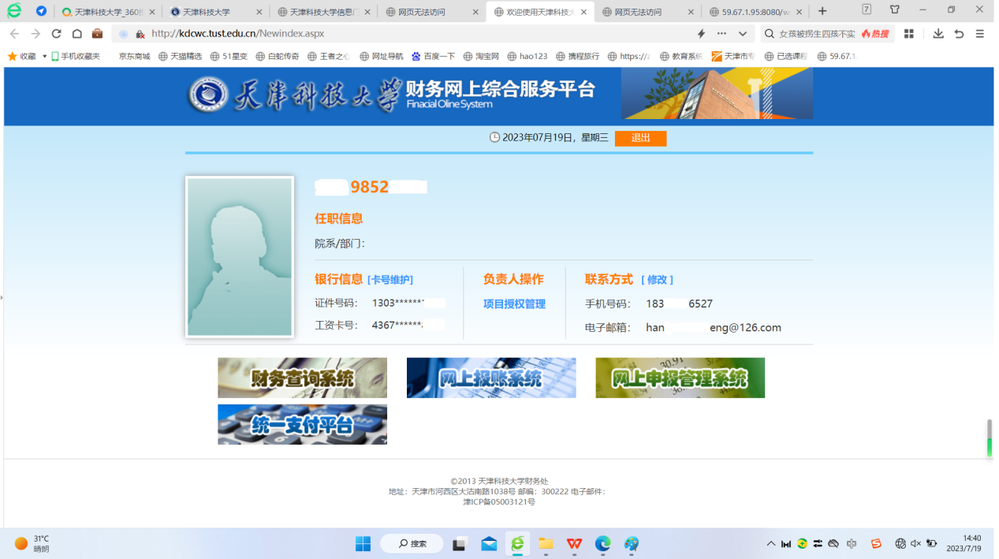 天津科技大学_360搜
天津科技大学
天津科技大学信息门
网页无法访问
欢迎使用天津科技大
网页无法访问
59.67.1.95:8080/w
7
http://kdcwc.tust.edu.cn/Newindex.aspx
女孩被拐生四孩不实
热搜
收藏
手机收藏夹
京东商城
天猫精选
51星变
白蛇传奇
王者之心
网址导航
百度一下
淘宝网
hao123
携程旅行
https://
教育系统
天津市专
已选课程
59.67.1.
天津科技大学 财务网上综合服务平台
Finacial Oline System
2023年07月19日，星期三
退出
9852
任职信息
院系/部门:
银行信息 [卡号维护]
证件号码： 1303*******
工资卡号： 4367******
负责人操作
项目授权管理
联系方式 [ 修改 ]
手机号码： 183 6527
电子邮箱： han eng@126.com
财务查询系统
网上报账系统
网上申报管理系统
统一支付平台
©2013 天津科技大学财务处
地址：天津市河西区大沽南路1038号 邮编：300222 电子邮件：
津ICP备05003121号
31°C
晴朗
搜索
14:40
2023/7/19